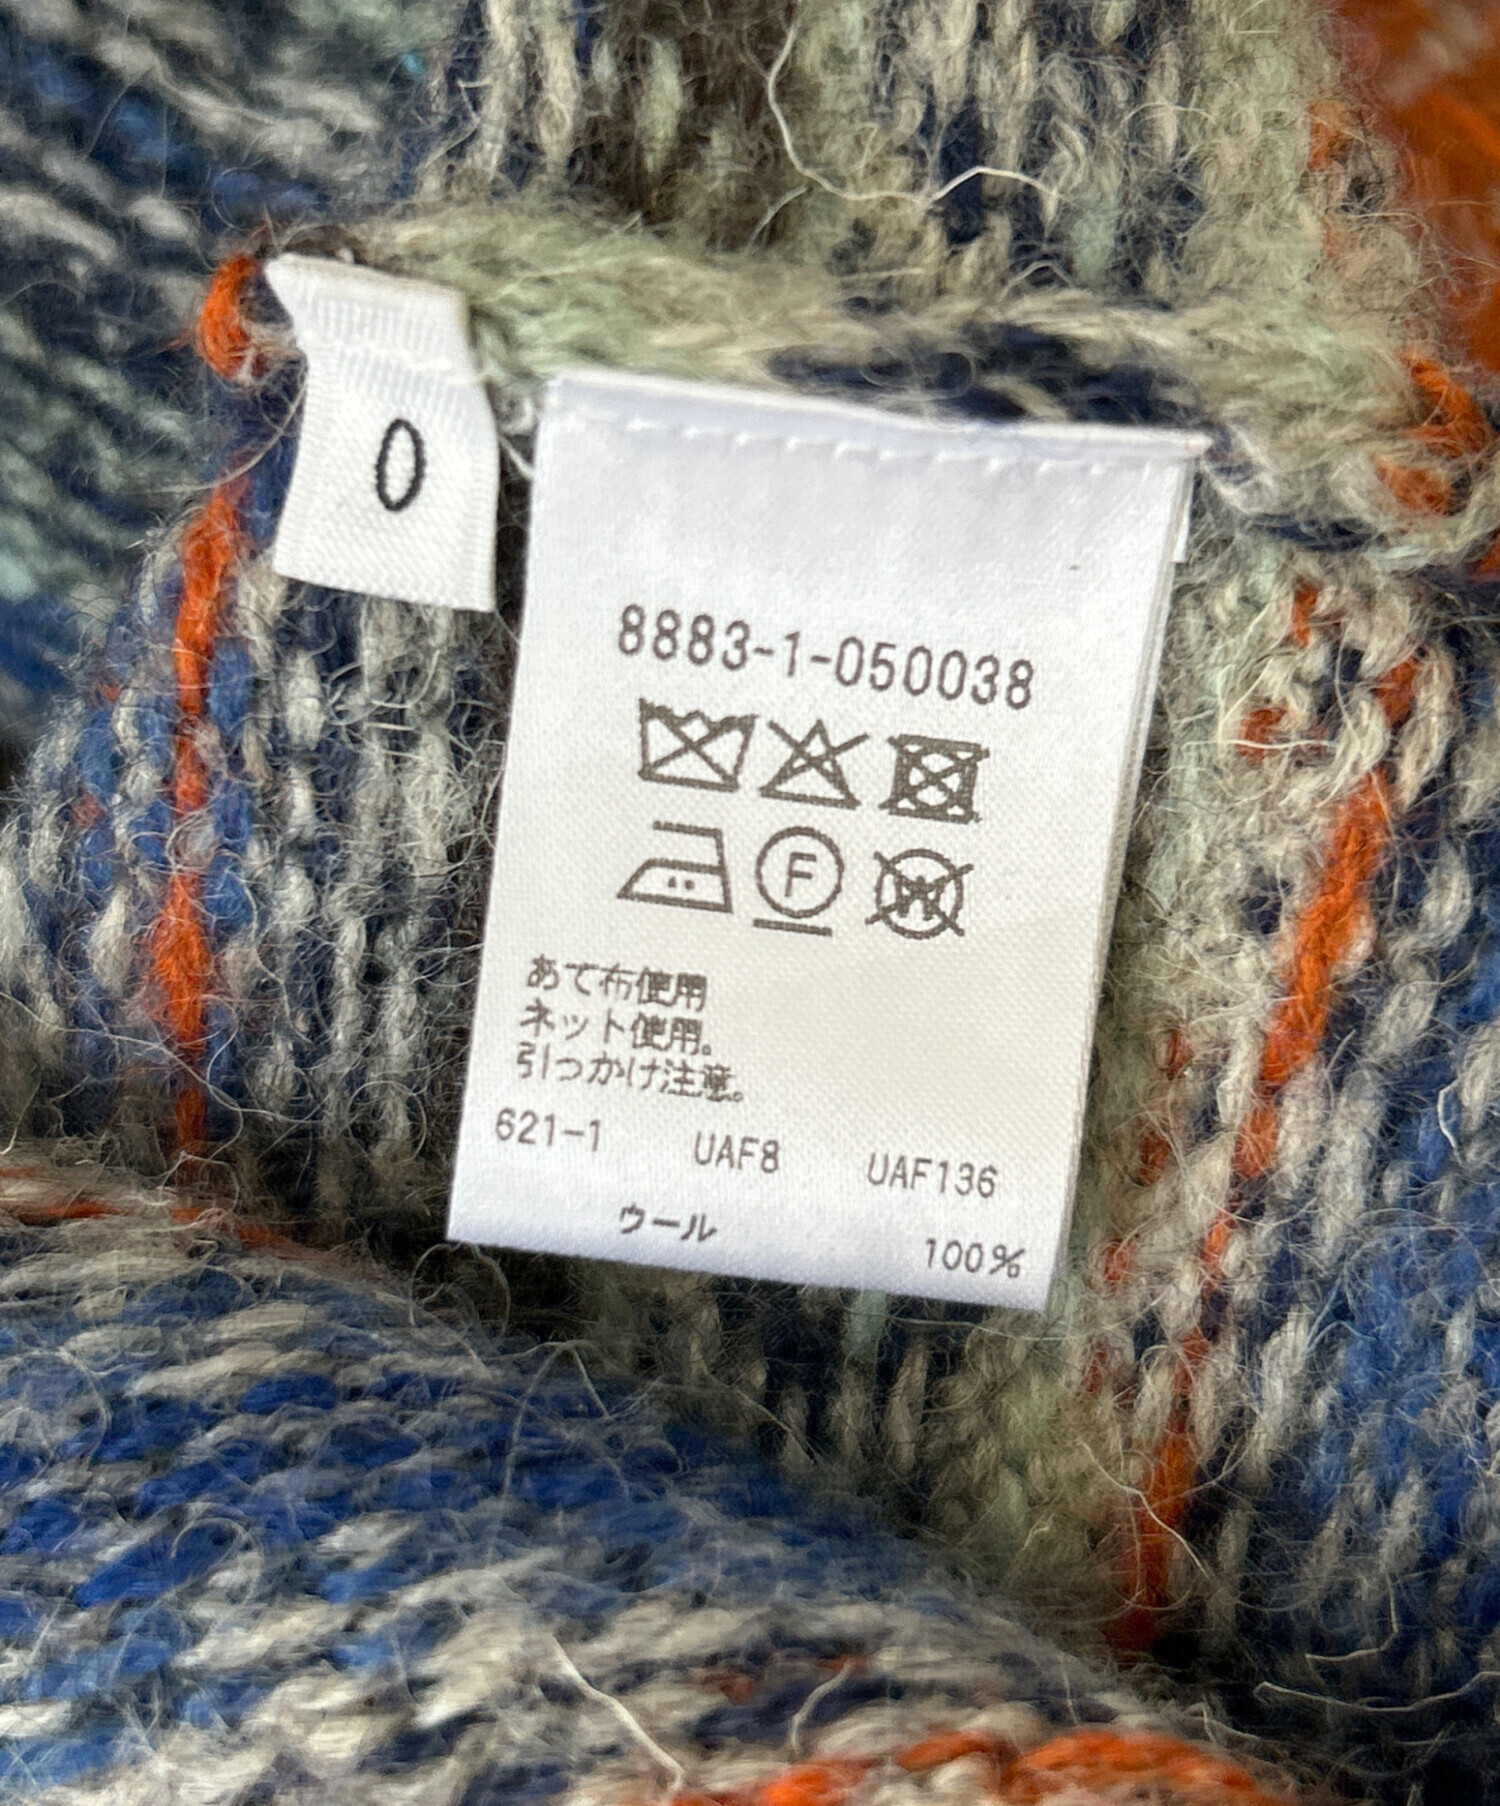 0
8883-1-050038
F
W
あて布使用
ネット使用。
引つかけ注意。
621-1 UAF8 UAF136
ウール 100%